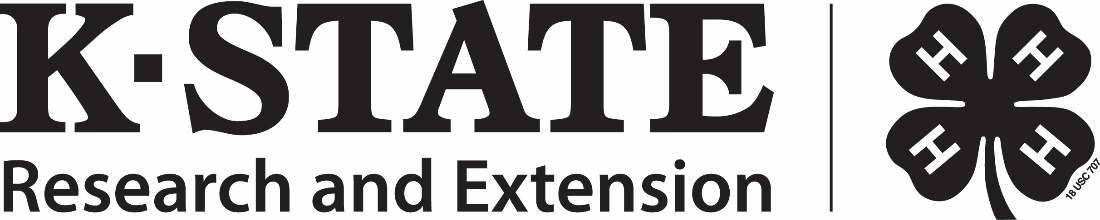 K·STATE
Research and Extension
H H
H H
18 USC 707